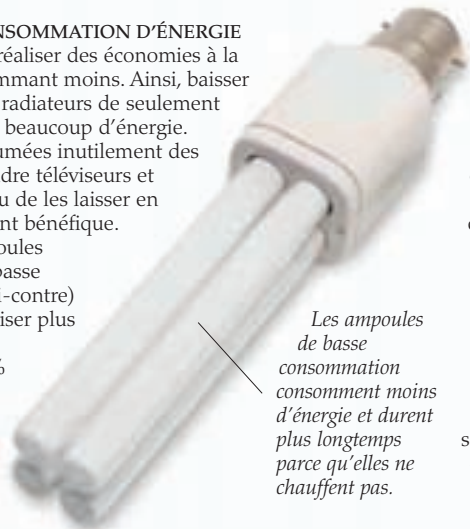 NSOMMATION D'ÉNERGIE
réaliser des économies à la
mmant moins. Ainsi, baisser
radiateurs de seulement
beaucoup d'énergie.
umées inutilement des
dre téléviseurs et
u de les laisser en
nt bénéfique.
oules
basse
i-contre)
iser plus
%
Les ampoules
de basse
consommation
consomment moins
d'énergie et durent
plus longtemps
parce qu'elles ne
chauffent pas.